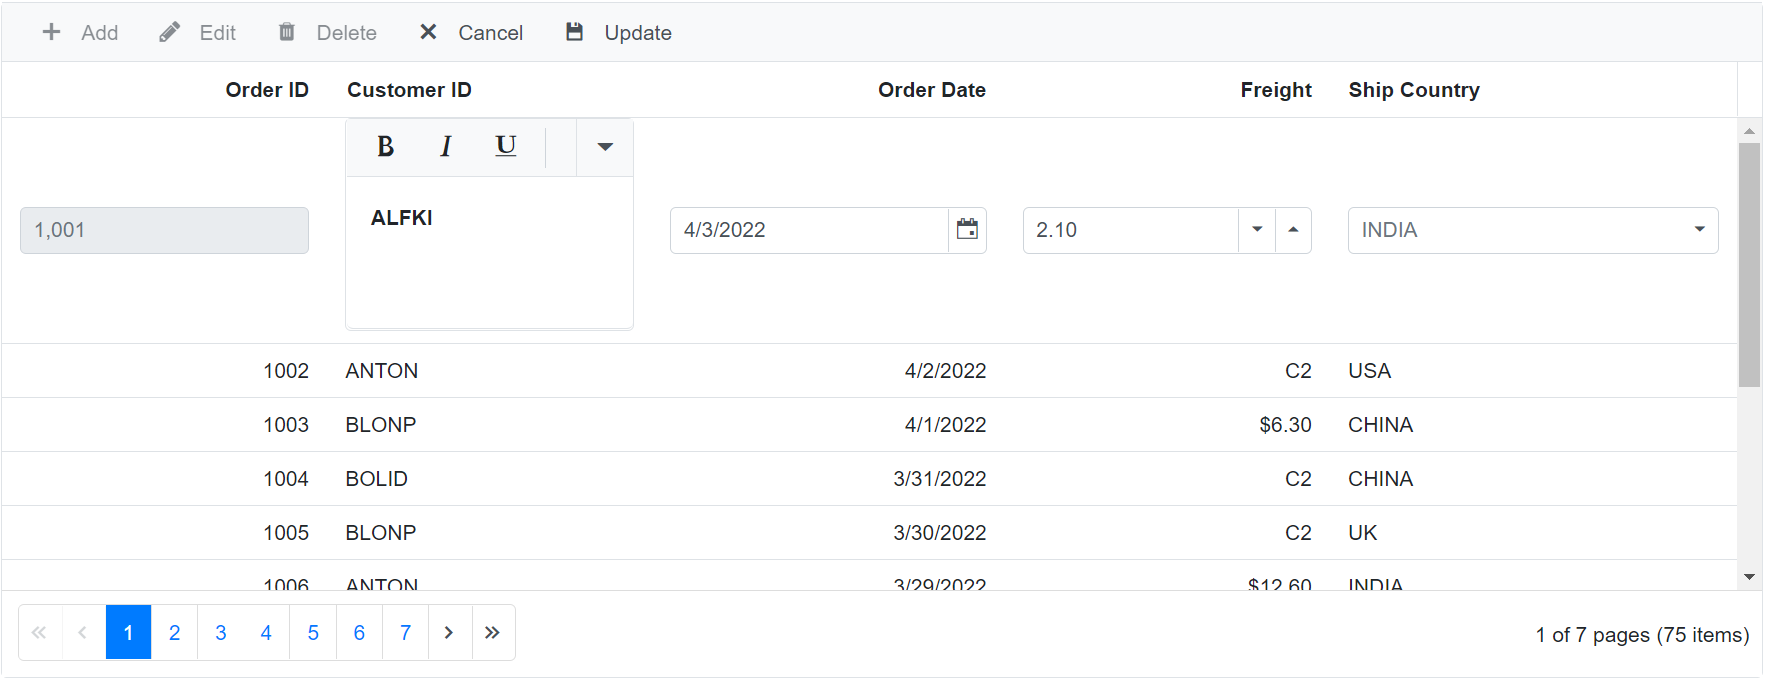 Add Edit Delete Cancel Update
Order ID Customer ID Order Date Freight Ship Country
B I U
ALFKI
1,001 4/3/2022 2.10 INDIA
1002 ANTON 4/2/2022 C2 USA
1003 BLONP 4/1/2022 $6.30 CHINA
1004 BOLID 3/31/2022 C2 CHINA
1005 BLONP 3/30/2022 C2 UK
1006 ANTON 3/29/2022 $12.60 INDIA
« ‹ 1 2 3 4 5 6 7 › » 1 of 7 pages (75 items)